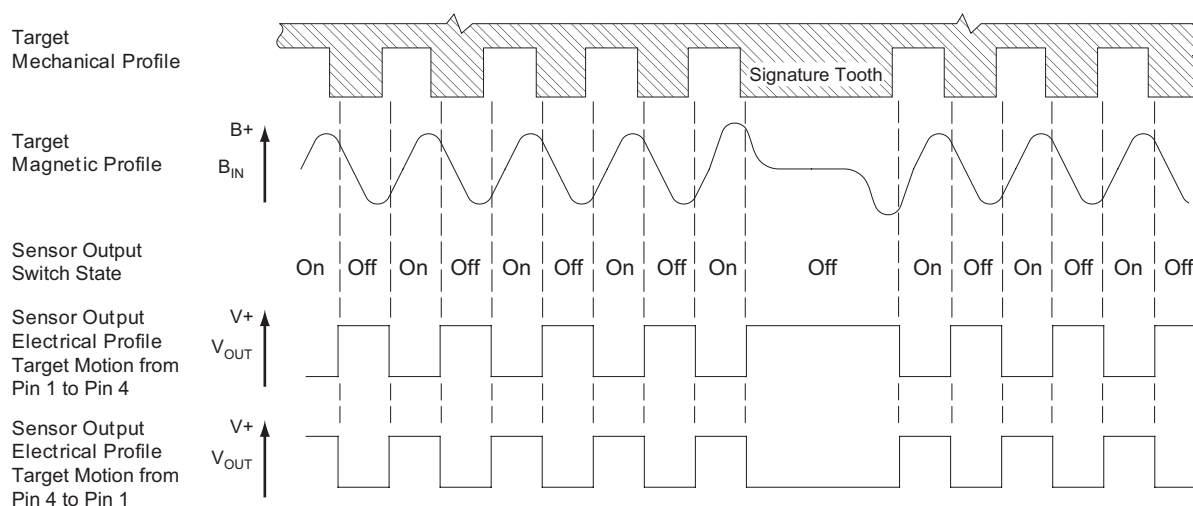 Target
Mechanical Profile
Signature Tooth
Target
Magnetic Profile
B+
B_IN
Sensor Output
Switch State
On Off On Off On Off On Off On Off On Off On Off On Off
Sensor Output
Electrical Profile
Target Motion from
Pin 1 to Pin 4
V+
V_OUT
Sensor Output
Electrical Profile
Target Motion from
Pin 4 to Pin 1
V+
V_OUT